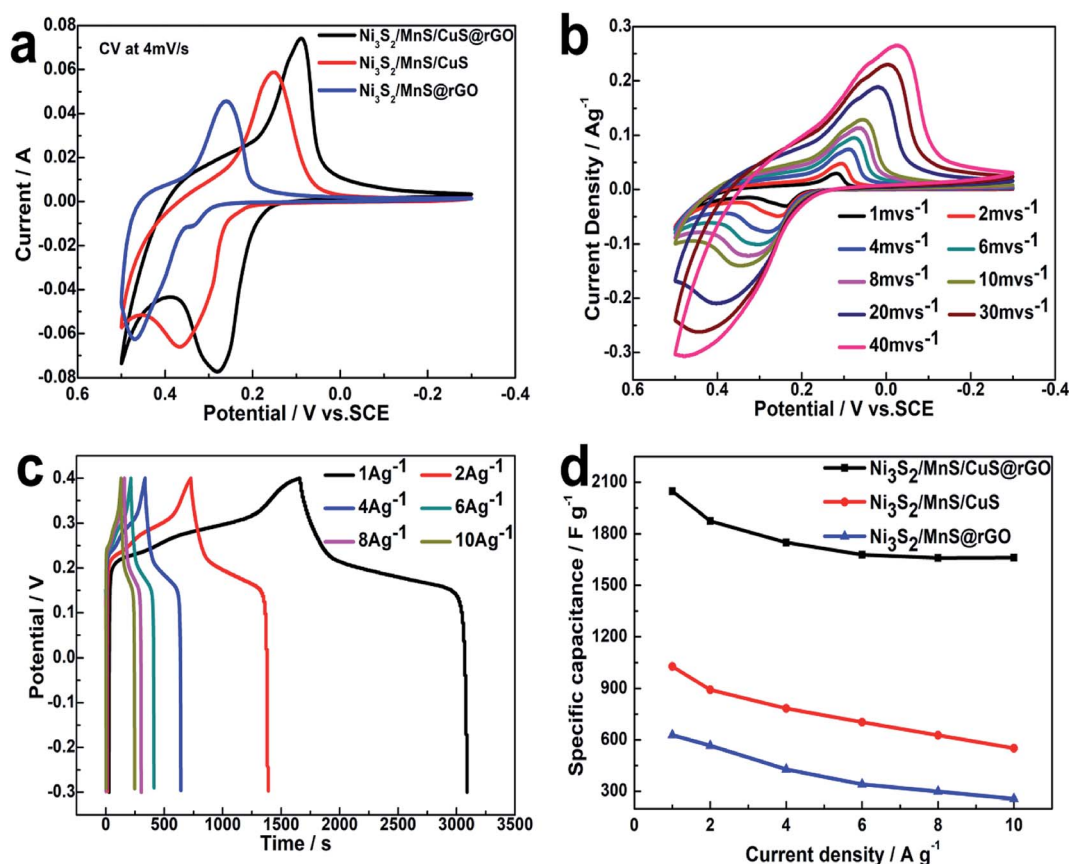 a
CV at 4mV/s
Ni3S2/MnS/CuS@rGO
Ni3S2/MnS/CuS
Ni3S2/MnS@rGO
0.08
0.06
0.04
0.02
0.00
-0.02
-0.04
-0.06
-0.08
Current / A
0.6 0.4 0.2 0.0 -0.2 -0.4
Potential / V vs.SCE
b
0.3
0.2
0.1
0.0
-0.1
-0.2
-0.3
Current Density / Ag-1
1mvs-1 2mvs-1
4mvs-1 6mvs-1
8mvs-1 10mvs-1
20mvs-1 30mvs-1
40mvs-1
0.6 0.4 0.2 0.0 -0.2 -0.4
Potential / V vs.SCE
c
1Ag-1 2Ag-1
4Ag-1 6Ag-1
8Ag-1 10Ag-1
0.4
0.3
0.2
0.1
0.0
-0.1
-0.2
-0.3
Potential / V
0 500 1000 1500 2000 2500 3000 3500
Time / s
d
Ni3S2/MnS/CuS@rGO
Ni3S2/MnS/CuS
Ni3S2/MnS@rGO
2100
1800
1500
1200
900
600
300
Specific capacitance / F g-1
0 2 4 6 8 10
Current density / A g-1